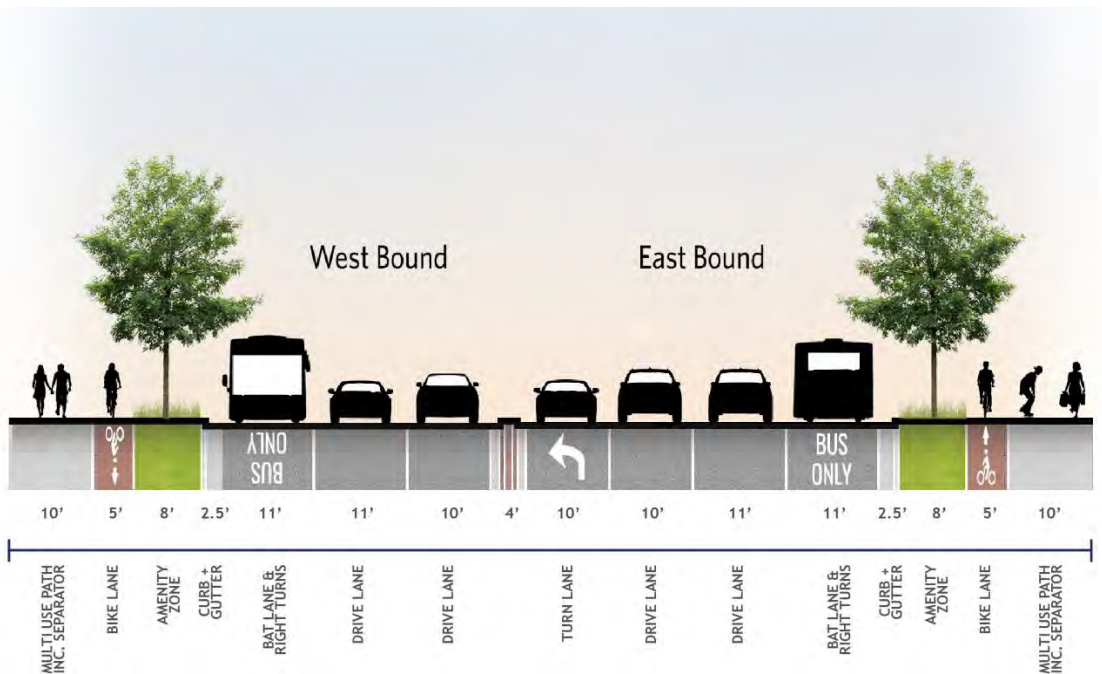 West Bound
East Bound
BUS
ONLY
BUS
ONLY
10’ 5’ 8’ 2.5’ 11’ 11’ 10’ 4’ 10’ 10’ 11’ 11’ 2.5’ 8’ 5’ 10’
MULTI USE PATH
INC. SEPARATOR
BIKE LANE
AMENITY
ZONE
CURB +
GUTTER
BAT LANE &
RIGHT TURNS
DRIVE LANE
DRIVE LANE
TURN LANE
DRIVE LANE
DRIVE LANE
BAT LANE &
RIGHT TURNS
CURB +
GUTTER
AMENITY
ZONE
BIKE LANE
MULTI USE PATH
INC. SEPARATOR